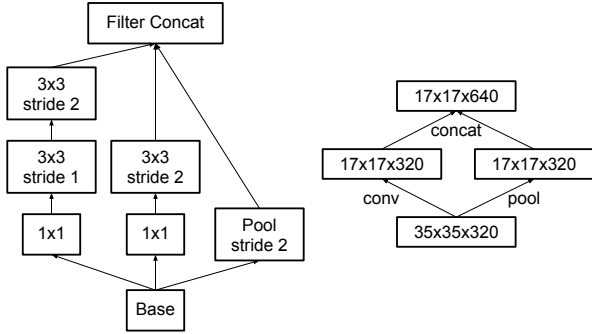 Filter Concat
3x3
stride 2
3x3
stride 1
3x3
stride 2
1x1
1x1
Pool
stride 2
Base
17x17x640
concat
17x17x320
17x17x320
conv
pool
35x35x320